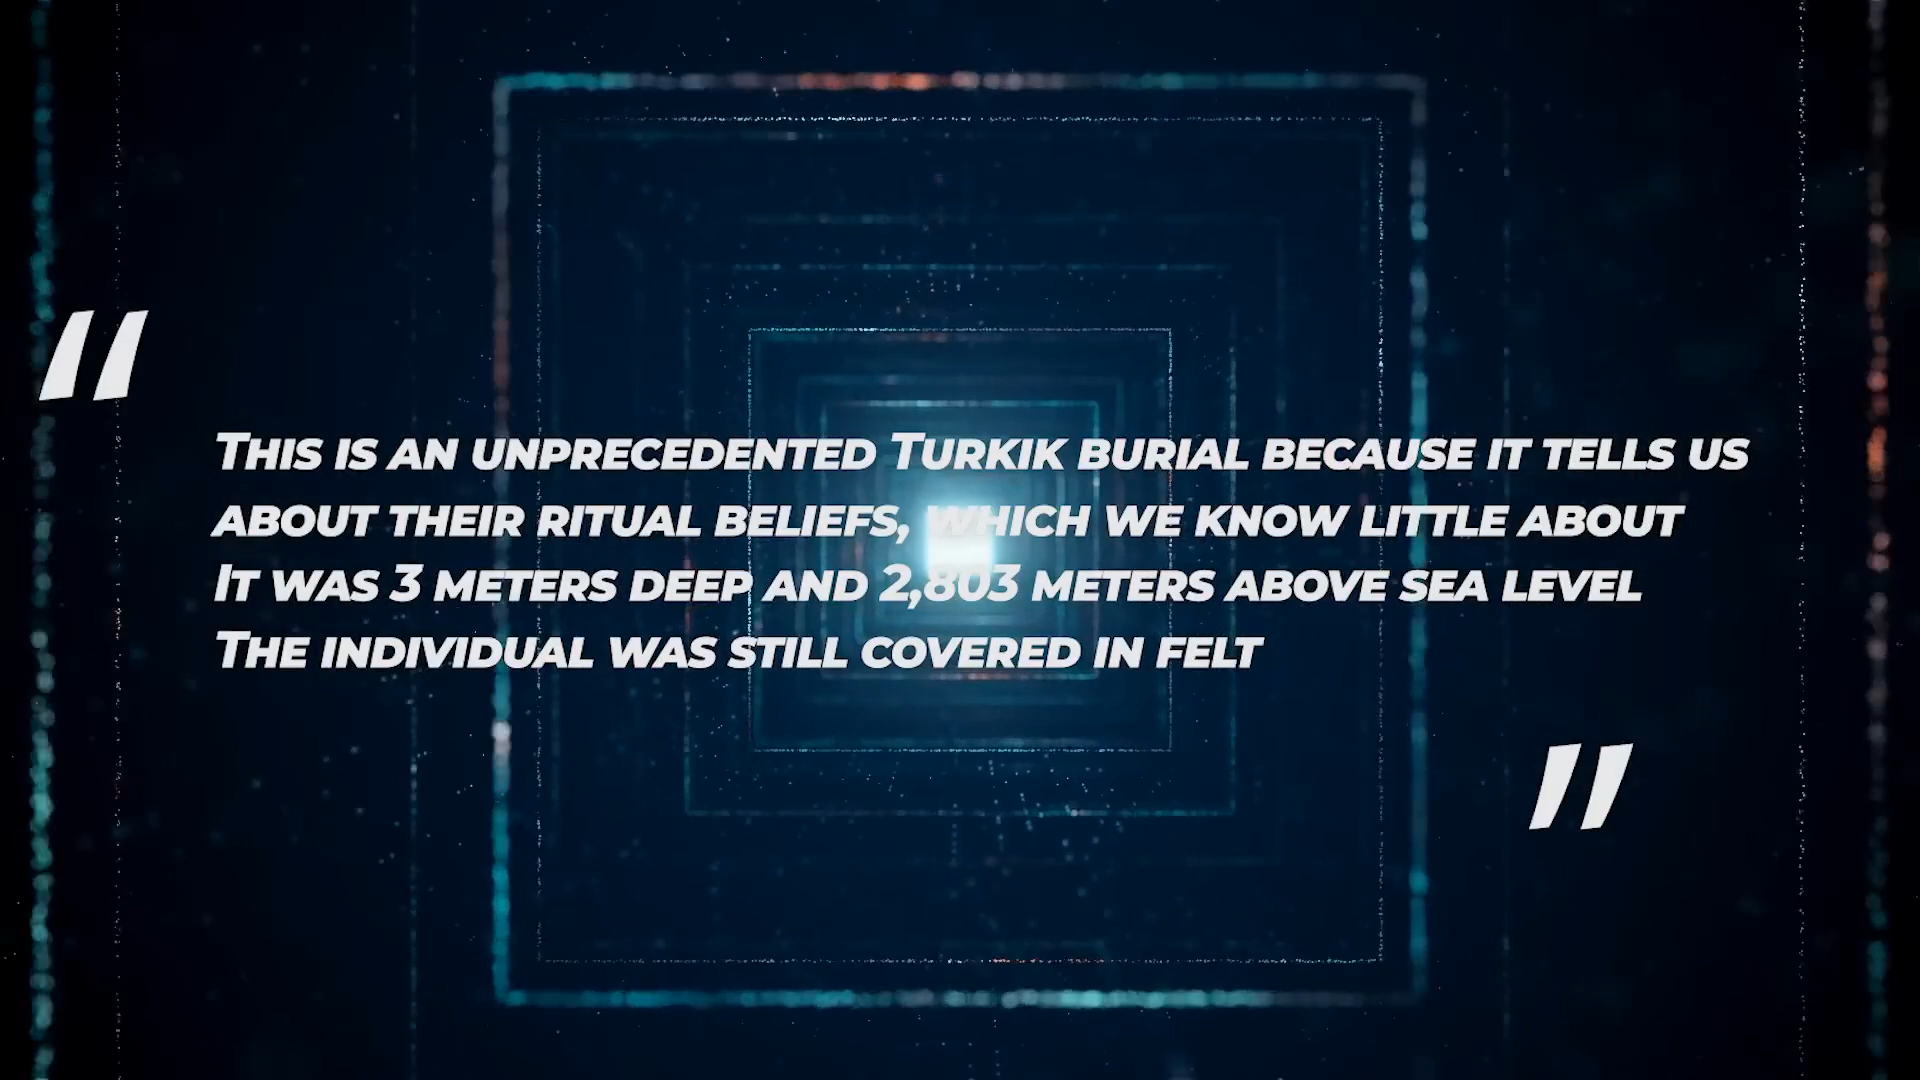 “
This is an unprecedented Turkik burial because it tells us
about their ritual beliefs, which we know little about
It was 3 meters deep and 2,803 meters above sea level
The individual was still covered in felt
”